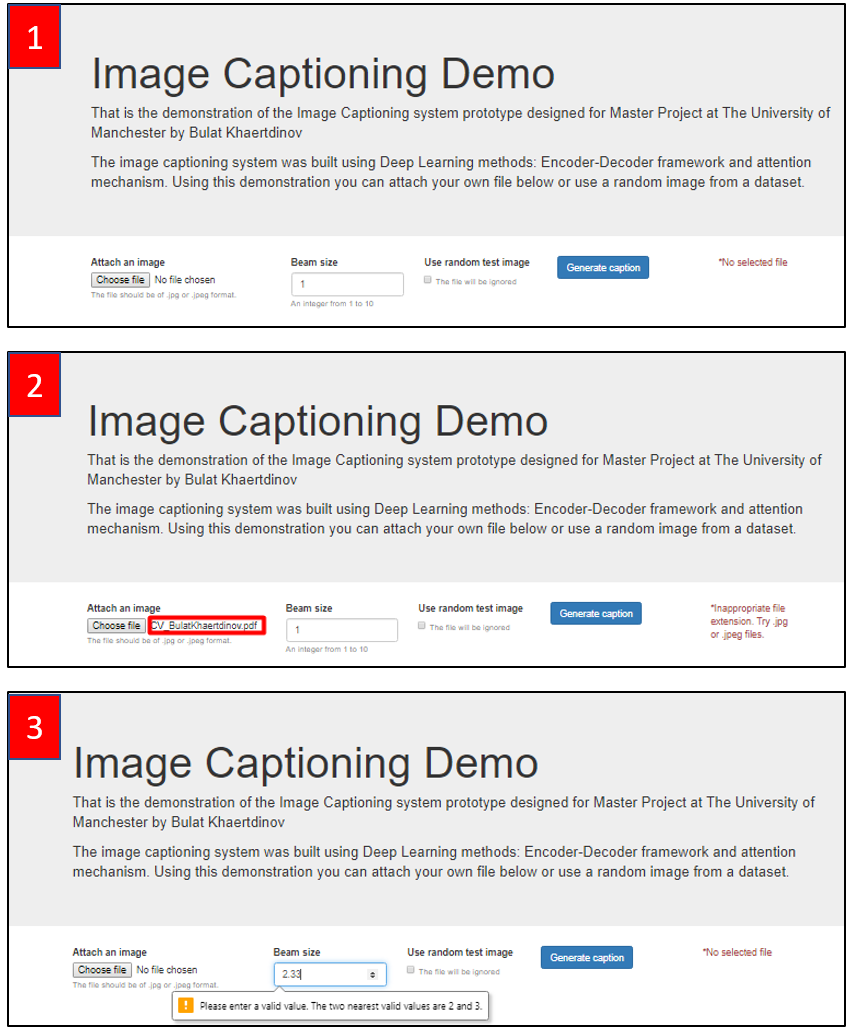 1
Image Captioning Demo
That is the demonstration of the Image Captioning system prototype designed for Master Project at The University of
Manchester by Bulat Khaertdinov
The image captioning system was built using Deep Learning methods: Encoder-Decoder framework and attention
mechanism. Using this demonstration you can attach your own file below or use a random image from a dataset.
Attach an image
Choose file No file chosen
The file should be of .jpg or .jpeg format.
Beam size
1
An integer from 1 to 10
Use random test image
The file will be ignored
Generate caption
*No selected file
2
Image Captioning Demo
That is the demonstration of the Image Captioning system prototype designed for Master Project at The University of
Manchester by Bulat Khaertdinov
The image captioning system was built using Deep Learning methods: Encoder-Decoder framework and attention
mechanism. Using this demonstration you can attach your own file below or use a random image from a dataset.
Attach an image
Choose file CV_BulatKhaertdinov.pdf
The file should be of .jpg or .jpeg format.
Beam size
1
An integer from 1 to 10
Use random test image
The file will be ignored
Generate caption
*Inappropriate file
extension. Try .jpg
or .jpeg files.
3
Image Captioning Demo
That is the demonstration of the Image Captioning system prototype designed for Master Project at The University of
Manchester by Bulat Khaertdinov
The image captioning system was built using Deep Learning methods: Encoder-Decoder framework and attention
mechanism. Using this demonstration you can attach your own file below or use a random image from a dataset.
Attach an image
Choose file No file chosen
The file should be of .jpg or .jpeg format.
Beam size
2.33
Use random test image
The file will be ignored
Generate caption
*No selected file
! Please enter a valid value. The two nearest valid values are 2 and 3.